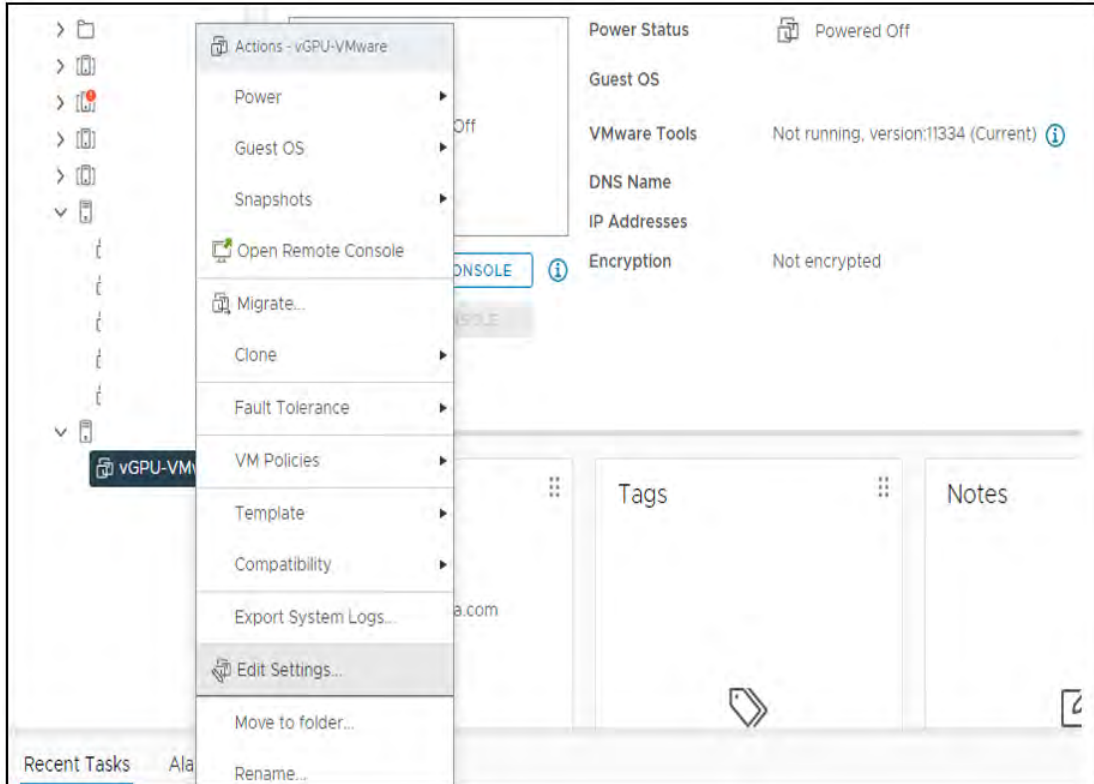 Actions - vGPU-VMware
Power
Guest OS
Snapshots
Open Remote Console
Migrate...
Clone
Fault Tolerance
VM Policies
Template
Compatibility
Export System Logs...
Edit Settings...
Move to folder...
Rename...
vGPU-VM
Off
ONSOLE
Power Status Powered Off
Guest OS
VMware Tools Not running, version:11334 (Current)
DNS Name
IP Addresses
Encryption Not encrypted
a.com
Tags
Notes
Recent Tasks Ala